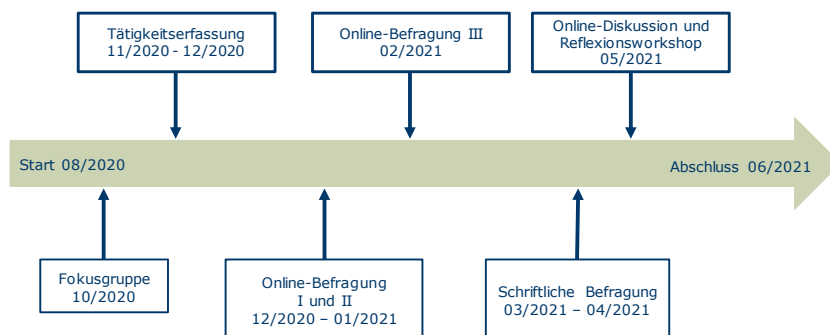 Tätigkeitserfassung
11/2020 - 12/2020
Online-Befragung III
02/2021
Online-Diskussion und
Reflexionsworkshop
05/2021
Start 08/2020
Abschluss 06/2021
Fokusgruppe
10/2020
Online-Befragung
I und II
12/2020 – 01/2021
Schriftliche Befragung
03/2021 – 04/2021